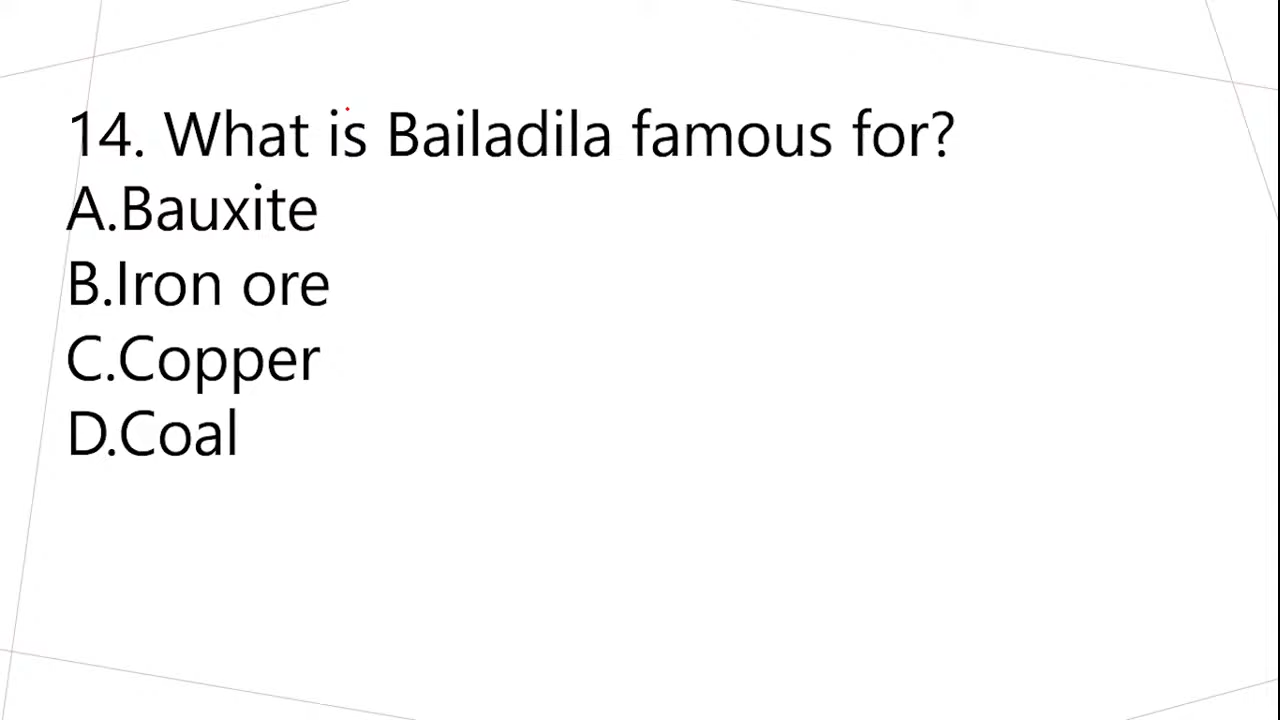 14. What is Bailadila famous for?
A.Bauxite
B.Iron ore
C.Copper
D.Coal